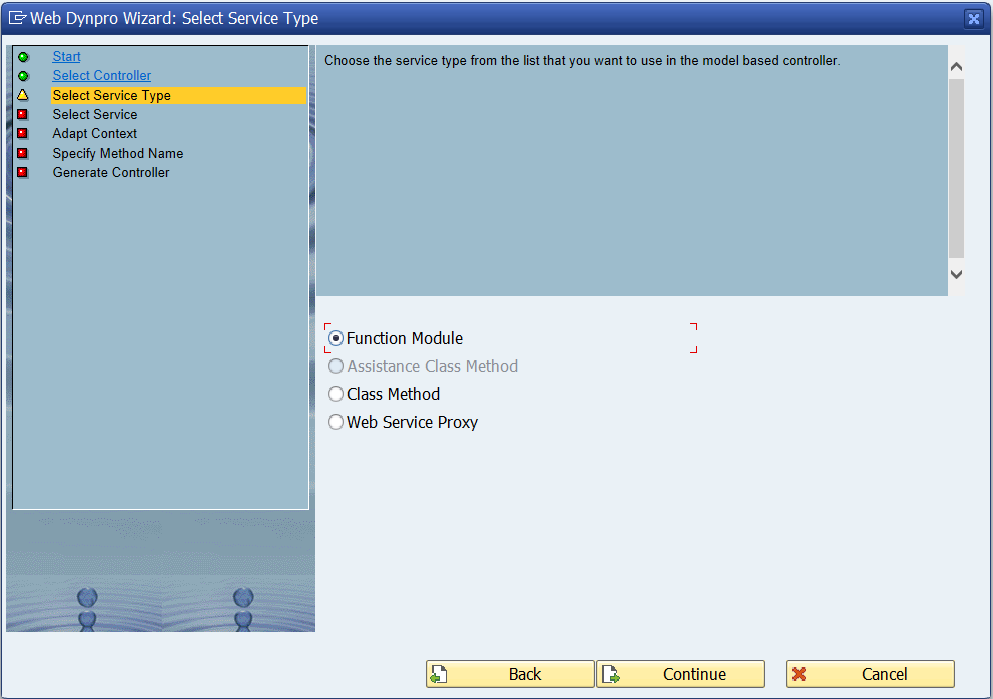 Web Dynpro Wizard: Select Service Type
Start
Select Controller
Select Service Type
Select Service
Adapt Context
Specify Method Name
Generate Controller
Choose the service type from the list that you want to use in the model based controller.
Function Module
Assistance Class Method
Class Method
Web Service Proxy
Back
Continue
Cancel